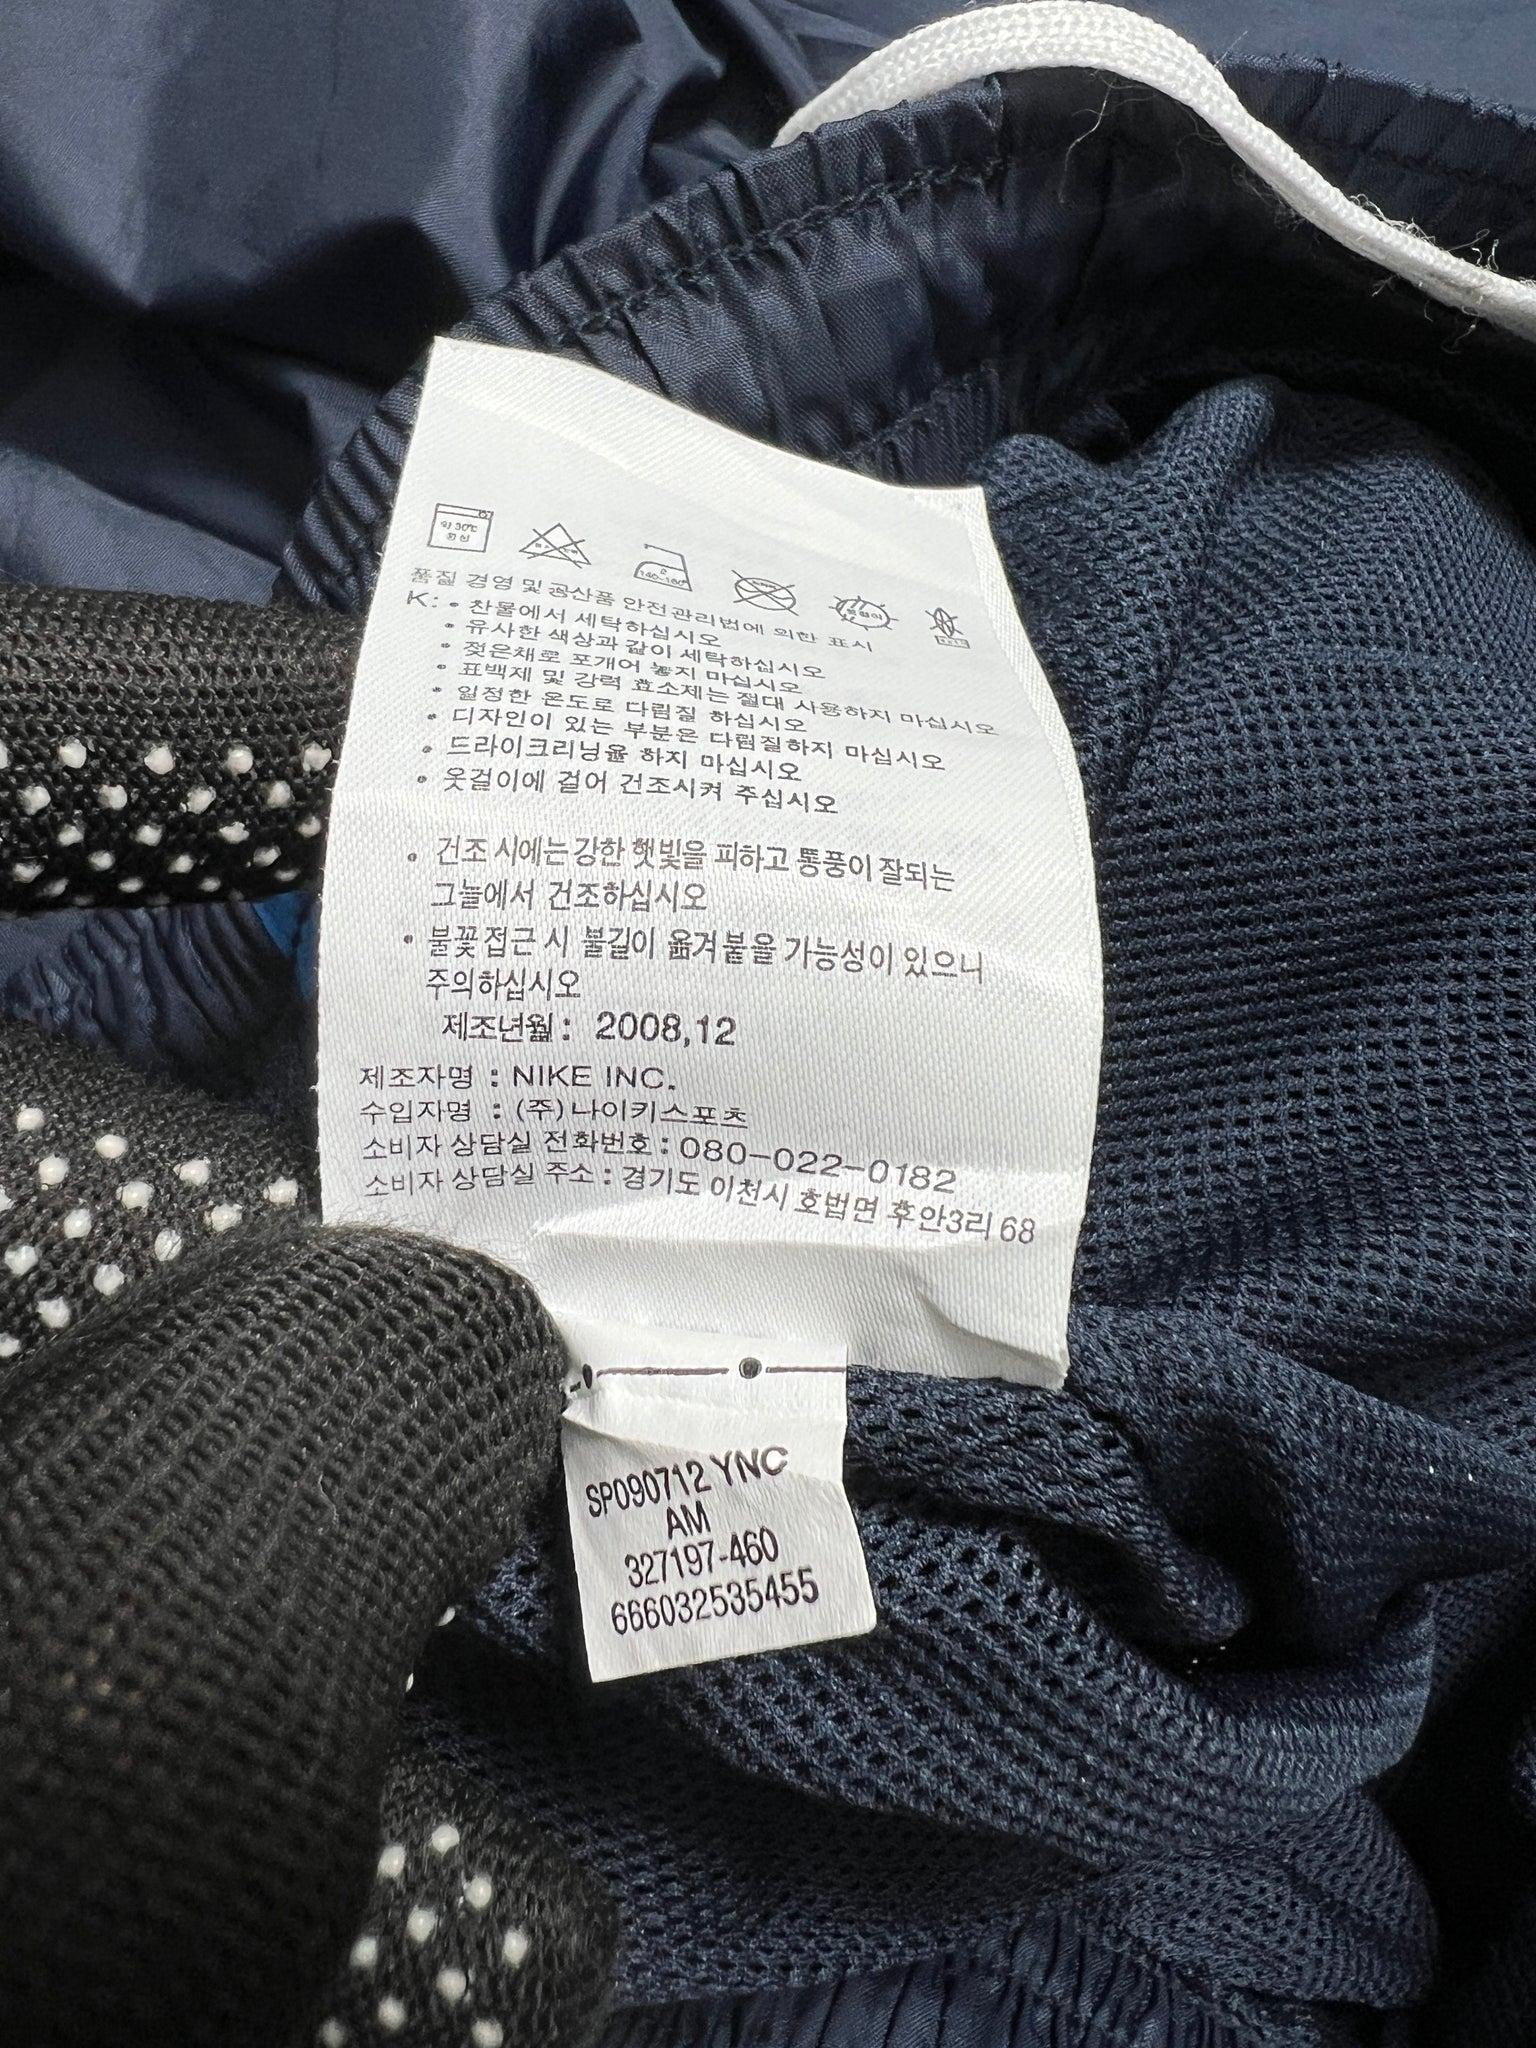 약 30℃
중성
2
140~160℃
품질 경영 및 공산품 안전관리법에 의한 표시
K: • 찬물에서 세탁하십시오
• 유사한 색상과 같이 세탁하십시오
• 젖은채로 포개어 놓지 마십시오
• 표백제 및 강력 효소제는 절대 사용하지 마십시오
• 일정한 온도로 다림질 하십시오
• 디자인이 있는 부분은 다림질하지 마십시오
• 드라이크리닝을 하지 마십시오
• 옷걸이에 걸어 건조시켜 주십시오
• 건조 시에는 강한 햇빛을 피하고 통풍이 잘되는
그늘에서 건조하십시오
• 불꽃 접근 시 불길이 옮겨붙을 가능성이 있으니
주의하십시오
제조년월 : 2008,12
제조자명 : NIKE INC.
수입자명 : (주)나이키스포츠
소비자 상담실 전화번호 : 080-022-0182
소비자 상담실 주소 : 경기도 이천시 호법면 후안3리 68
SP090712 YNC
AM
327197-460
666032535455